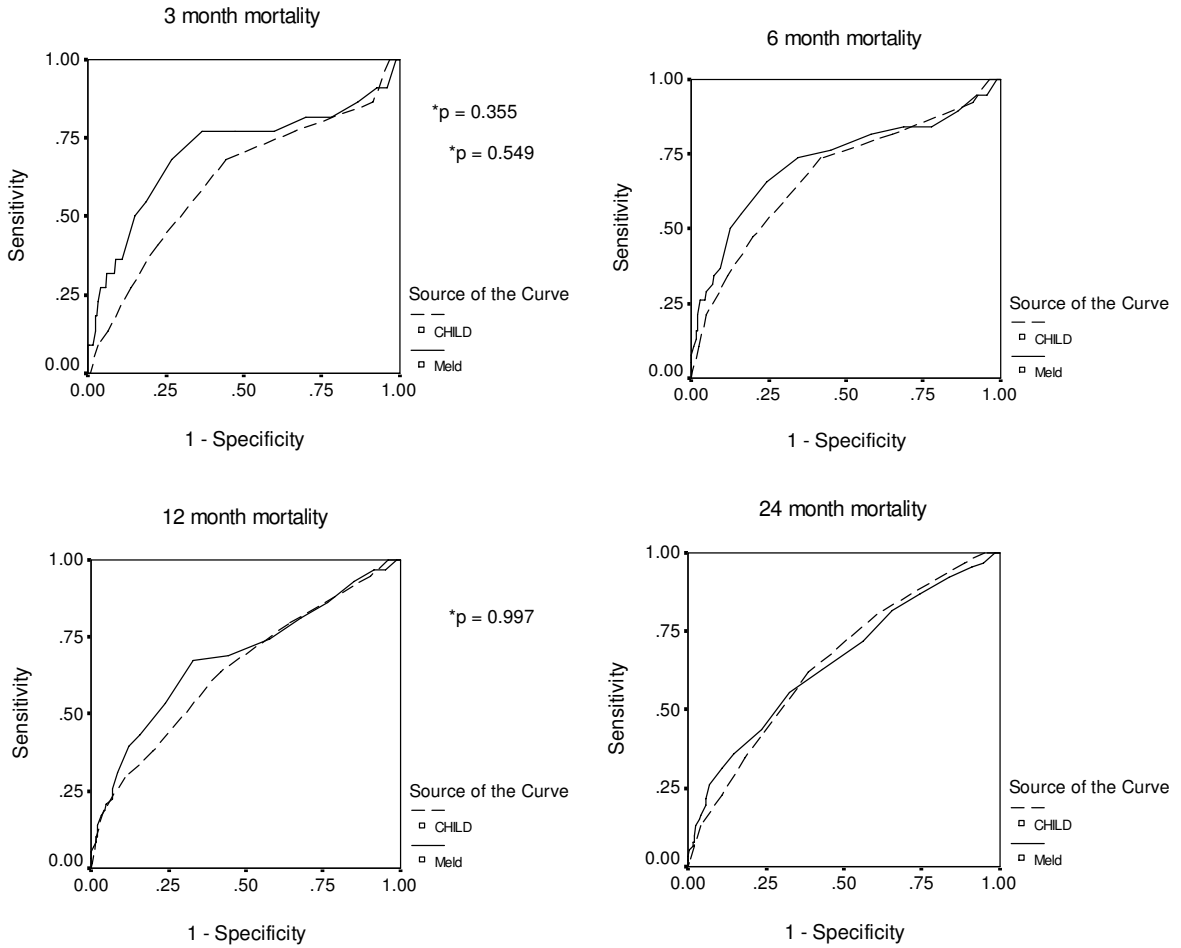 3 month mortality
1.00
.75
.50
.25
0.00
Sensitivity
0.00 .25 .50 .75 1.00
1 - Specificity
*p = 0.355
*p = 0.549
Source of the Curve
CHILD
Meld
6 month mortality
1.00
.75
.50
.25
0.00
Sensitivity
0.00 .25 .50 .75 1.00
1 - Specificity
Source of the Curve
CHILD
Meld
12 month mortality
1.00
.75
.50
.25
0.00
Sensitivity
0.00 .25 .50 .75 1.00
1 - Specificity
*p = 0.997
Source of the Curve
CHILD
Meld
24 month mortality
1.00
.75
.50
.25
0.00
Sensitivity
0.00 .25 .50 .75 1.00
1 - Specificity
Source of the Curve
CHILD
Meld